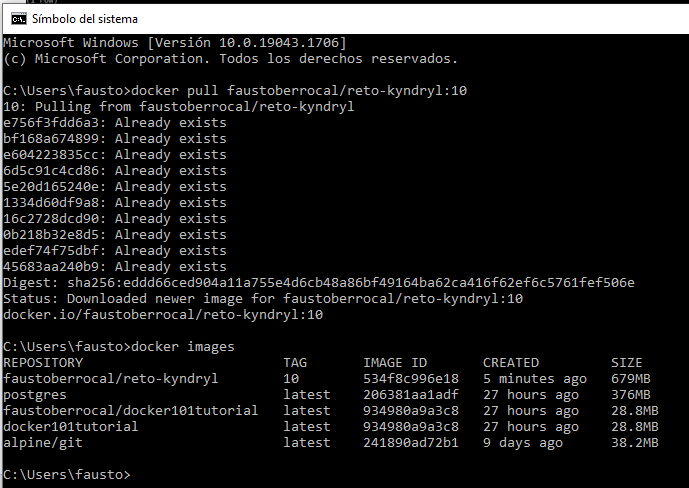 Símbolo del sistema
Microsoft Windows [Versión 10.0.19043.1706]
(c) Microsoft Corporation. Todos los derechos reservados.
C:\Users\fausto>docker pull faustoberrocal/reto-kyndryl:10
10: Pulling from faustoberrocal/reto-kyndryl
e756f3fdd6a3: Already exists
bf168a674899: Already exists
e604223835cc: Already exists
6d5c91c4cd86: Already exists
5e20d165240e: Already exists
1334d60df9a8: Already exists
16c2728dcd90: Already exists
0b218b32e8d5: Already exists
edef74f75dbf: Already exists
45683aa240b9: Already exists
Digest: sha256:eddd66ced904a11a755e4d6cb48a86bf49164ba62ca416f62ef6c5761fef506e
Status: Downloaded newer image for faustoberrocal/reto-kyndryl:10
docker.io/faustoberrocal/reto-kyndryl:10
C:\Users\fausto>docker images
REPOSITORY TAG IMAGE ID CREATED SIZE
faustoberrocal/reto-kyndryl 10 534f8c996e18 5 minutes ago 679MB
postgres latest 206381aa1adf 27 hours ago 376MB
faustoberrocal/docker101tutorial latest 934980a9a3c8 27 hours ago 28.8MB
docker101tutorial latest 934980a9a3c8 27 hours ago 28.8MB
alpine/git latest 241890ad72b1 9 days ago 38.2MB
C:\Users\fausto>